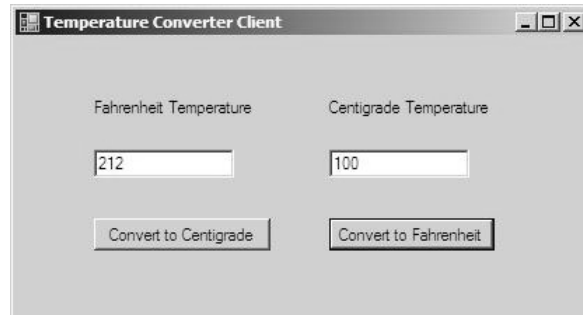 Temperature Converter Client
Fahrenheit Temperature
Centigrade Temperature
212
100
Convert to Centigrade
Convert to Fahrenheit